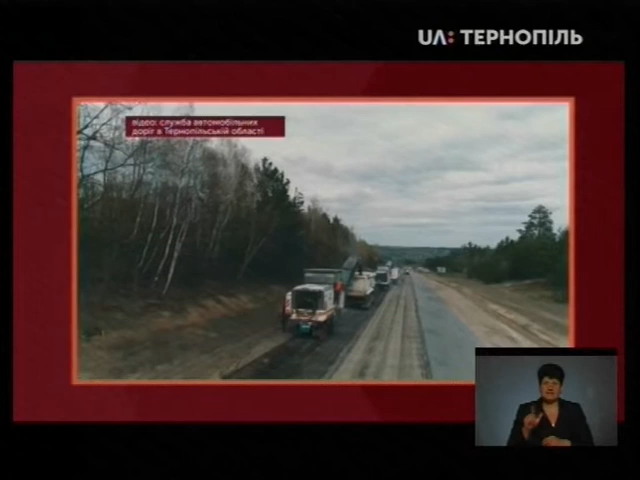 UA: ТЕРНОПІЛЬ
відео: служба автомобільних
доріг в Тернопільській області